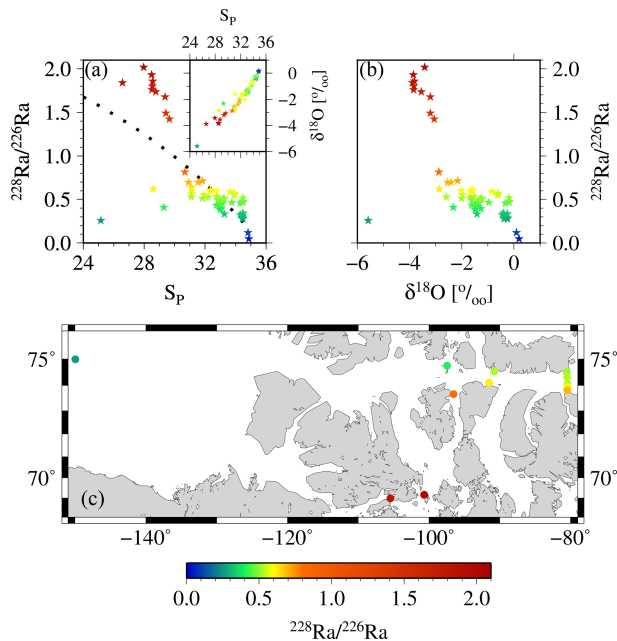 S_P
24 28 32 36
(a)
0
−2
−4
−6
δ¹⁸O [°/ₒₒ]
2.0
1.5
1.0
0.5
0.0
²²⁸Ra/²²⁶Ra
24 28 32 36
S_P
(b)
2.0
1.5
1.0
0.5
0.0
²²⁸Ra/²²⁶Ra
−6 −4 −2 0
δ¹⁸O [°/ₒₒ]
75° 75°
70° 70°
(c)
−140° −120° −100° −80°
0.0 0.5 1.0 1.5 2.0
²²⁸Ra/²²⁶Ra